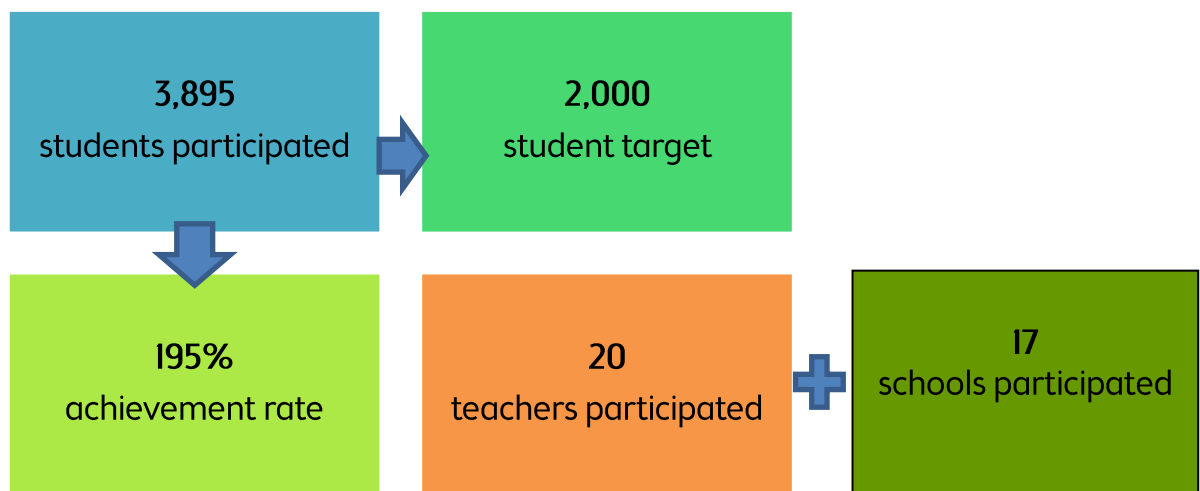 3,895
students participated
2,000
student target
195%
achievement rate
20
teachers participated
17
schools participated